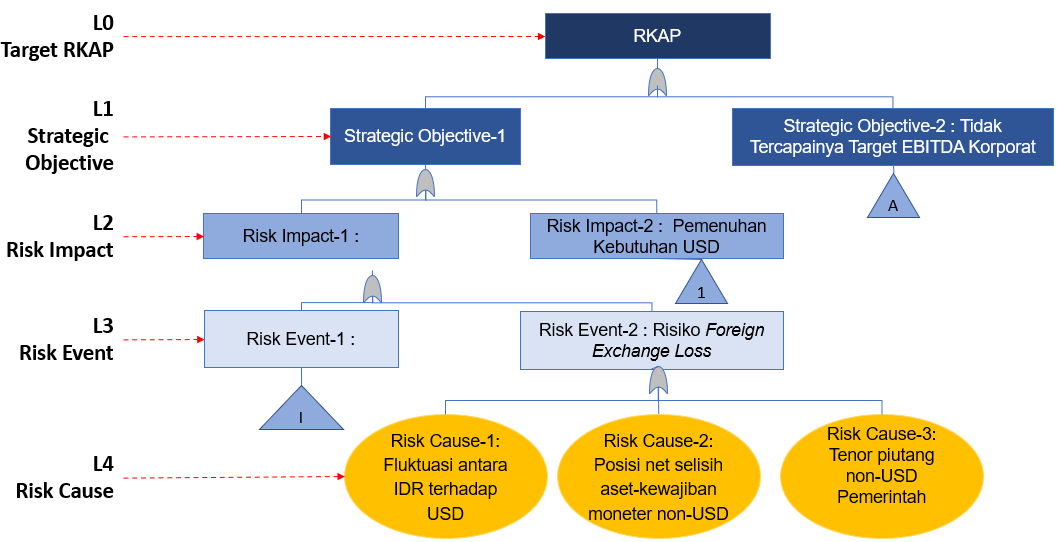 L0
Target RKAP
RKAP
L1
Strategic
Objective
Strategic Objective-1
Strategic Objective-2 : Tidak
Tercapainya Target EBITDA Korporat
A
L2
Risk Impact
Risk Impact-1 :
Risk Impact-2 : Pemenuhan
Kebutuhan USD
1
L3
Risk Event
Risk Event-1 :
Risk Event-2 : Risiko Foreign
Exchange Loss
I
L4
Risk Cause
Risk Cause-1:
Fluktuasi antara
IDR terhadap
USD
Risk Cause-2:
Posisi net selisih
aset-kewajiban
moneter non-USD
Risk Cause-3:
Tenor piutang
non-USD
Pemerintah